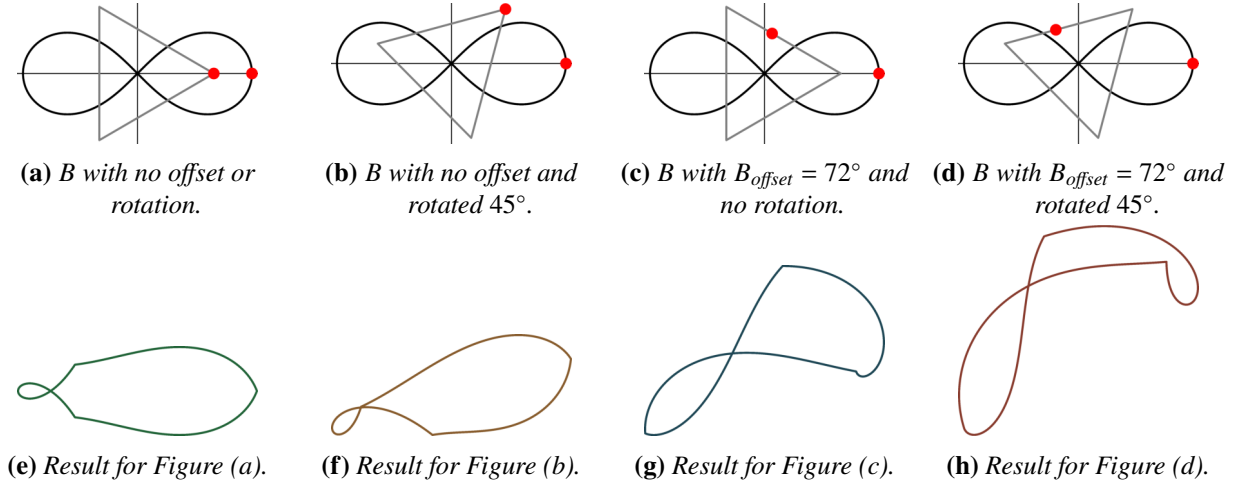 (a) B with no offset or
rotation.
(b) B with no offset and
rotated 45°.
(c) B with B_offset = 72° and
no rotation.
(d) B with B_offset = 72° and
rotated 45°.
(e) Result for Figure (a).
(f) Result for Figure (b).
(g) Result for Figure (c).
(h) Result for Figure (d).